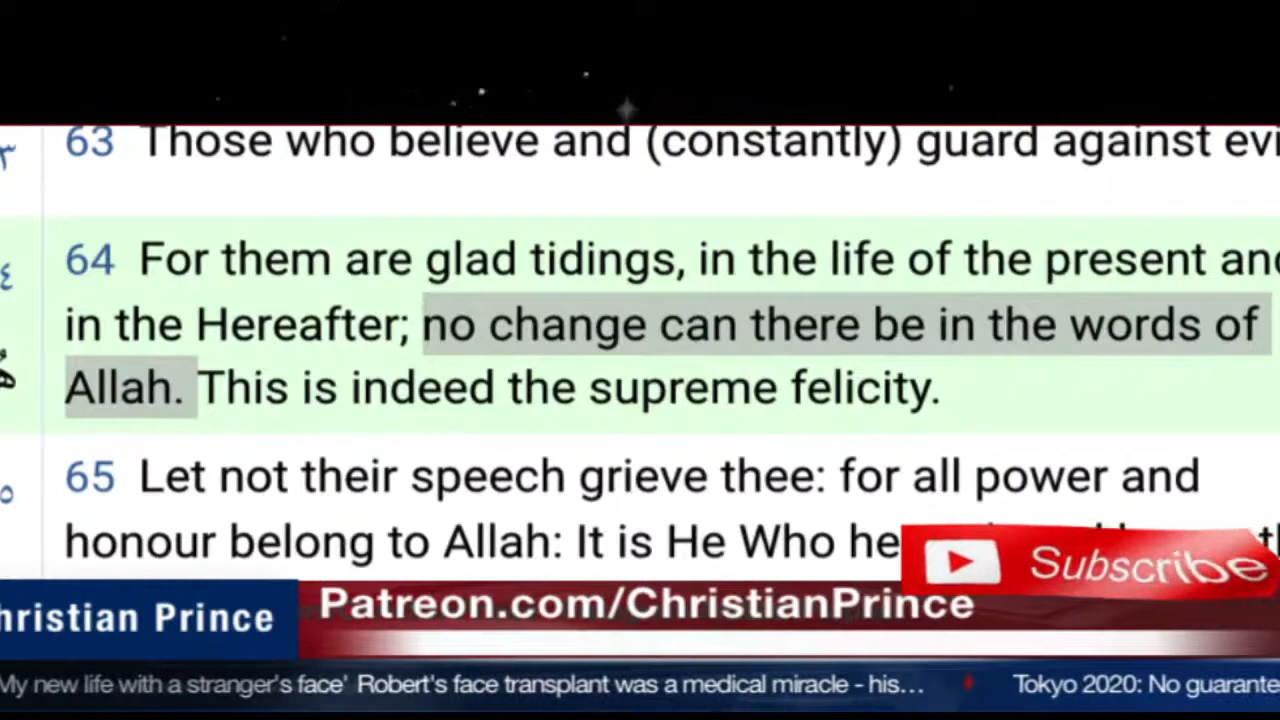 63 Those who believe and (constantly) guard against evi
٣
64 For them are glad tidings, in the life of the present and
٤
in the Hereafter; no change can there be in the words of
Allah. This is indeed the supreme felicity.
65 Let not their speech grieve thee: for all power and
٥
honour belong to Allah: It is He Who he
Subscribe
hristian Prince
Patreon.com/ChristianPrince
My new life with a stranger's face' Robert's face transplant was a medical miracle - his... Tokyo 2020: No guarante